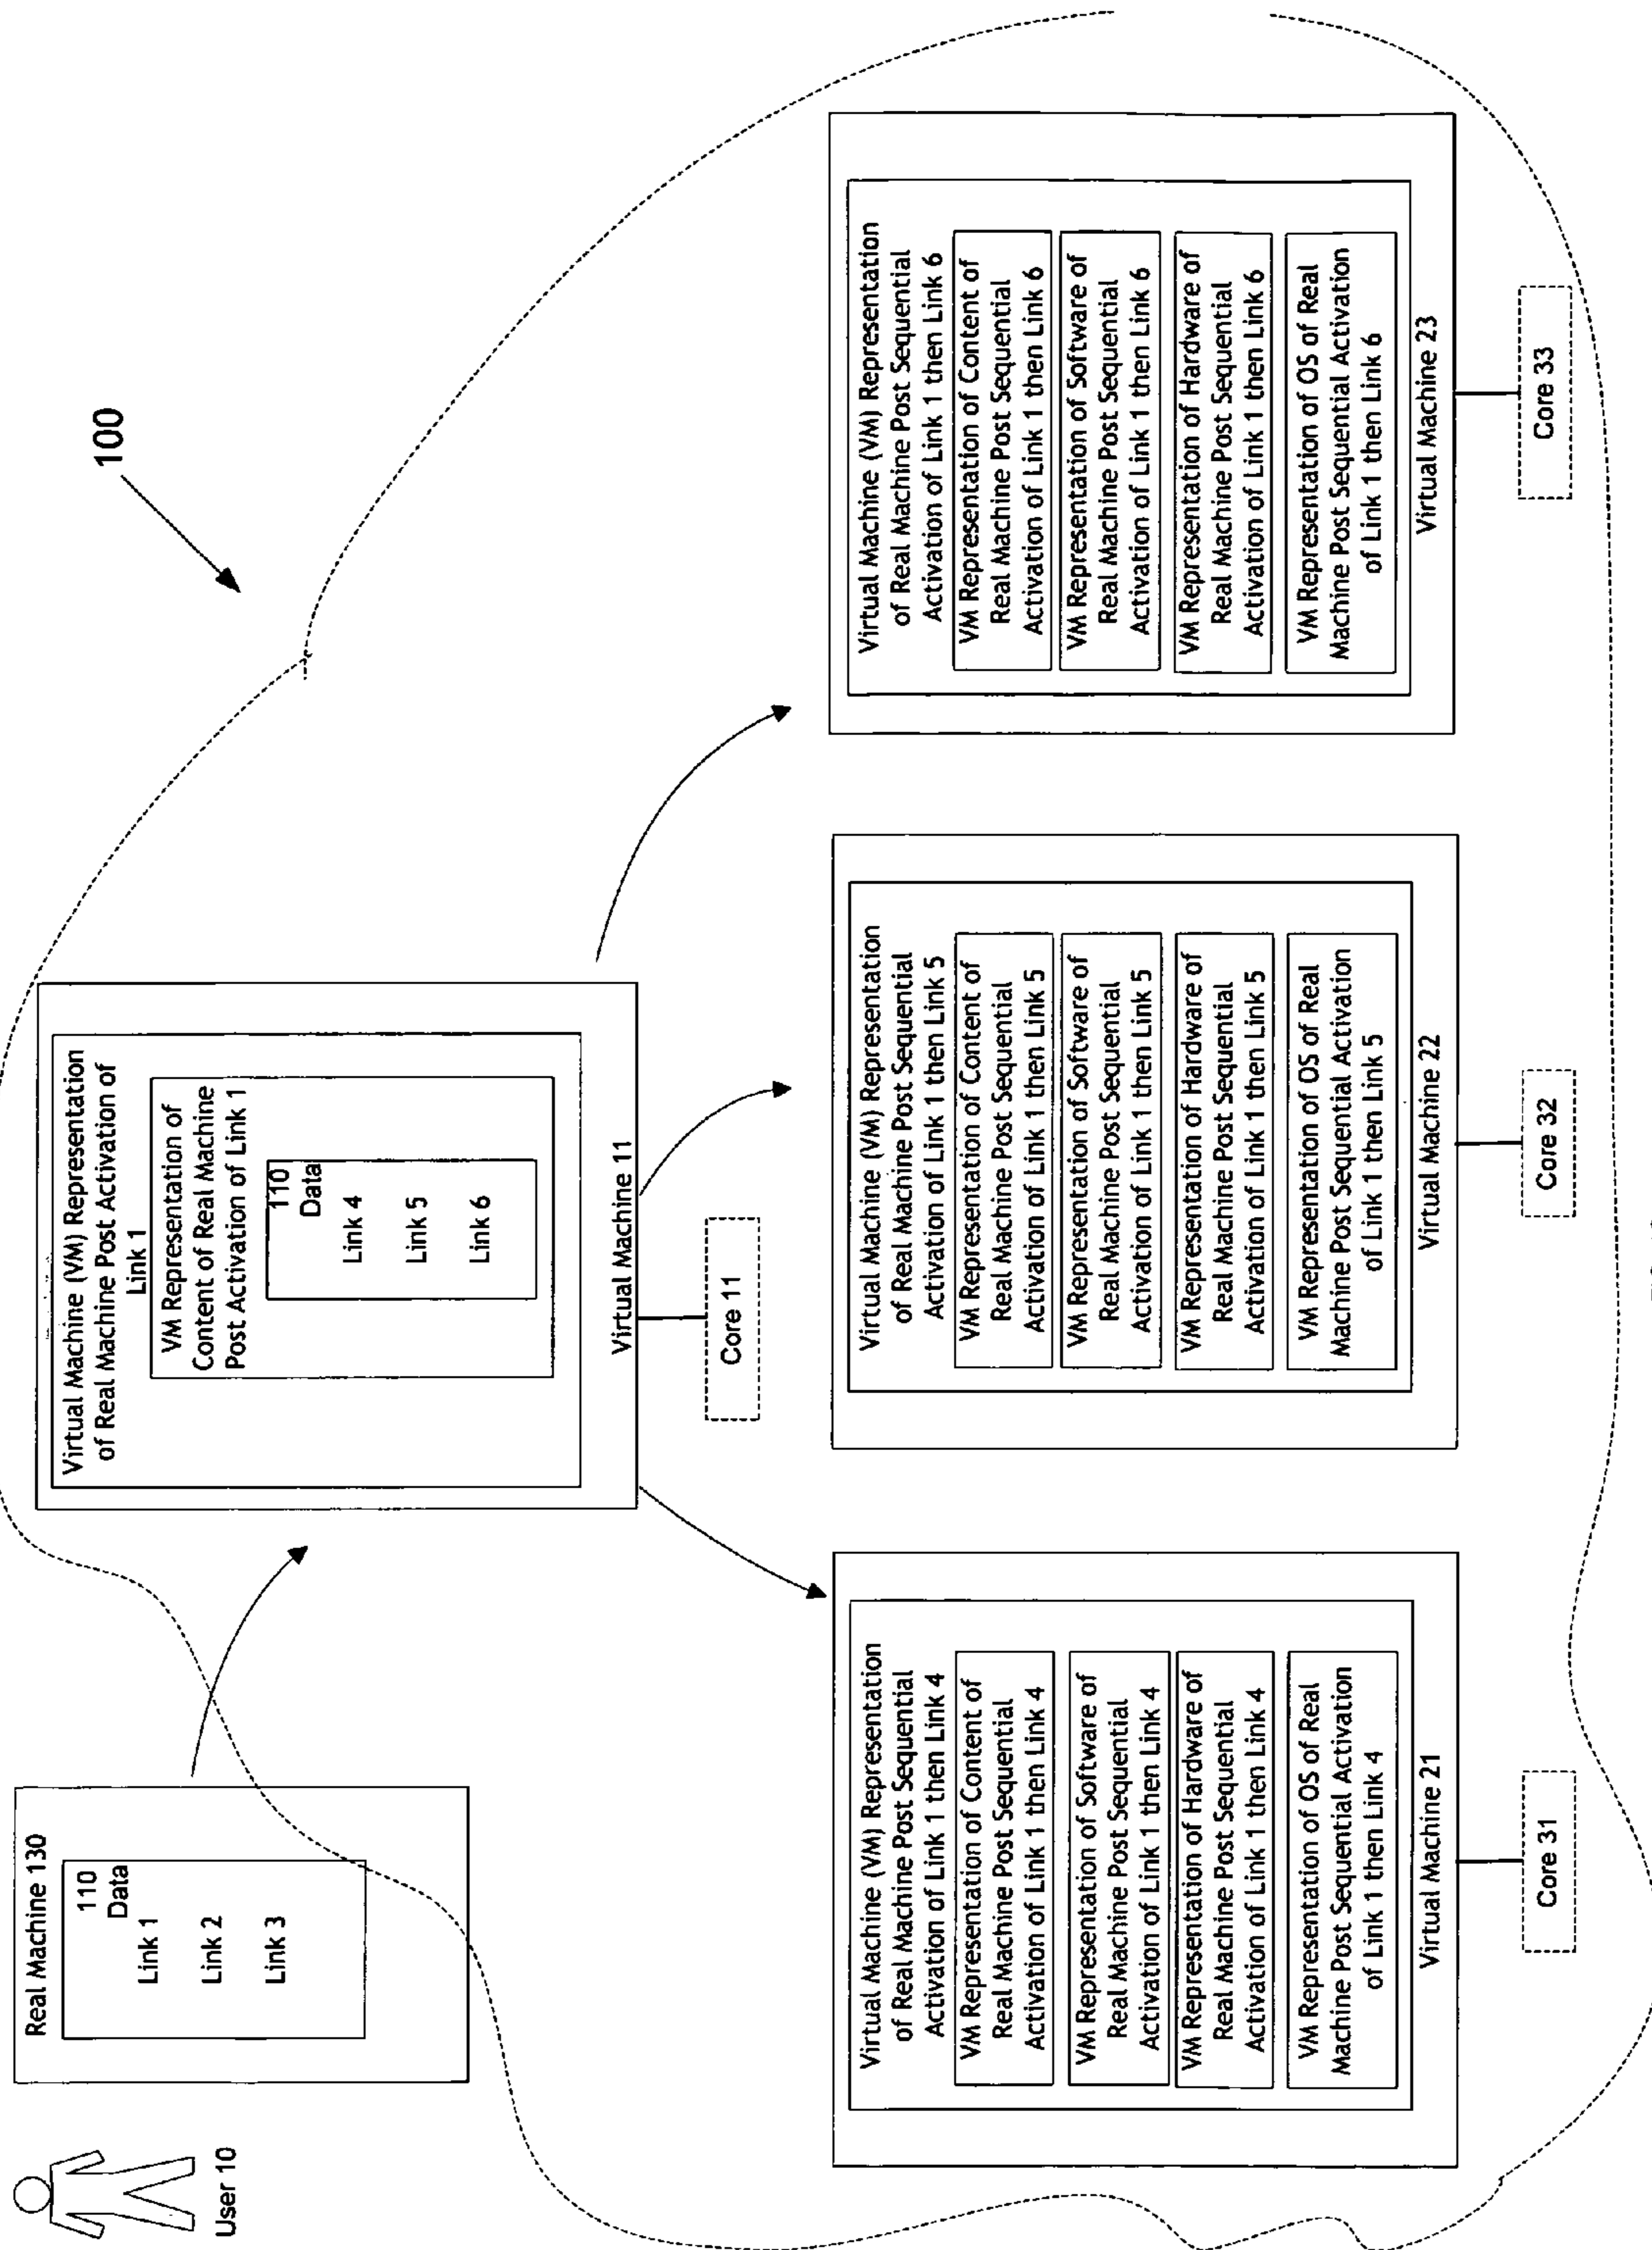 100
User 10
Real Machine 130
110
Data
Link 1
Link 2
Link 3
Virtual Machine (VM) Representation
of Real Machine Post Activation of
Link 1
VM Representation of
Content of Real Machine
Post Activation of Link 1
110
Data
Link 4
Link 5
Link 6
Virtual Machine 11
Core 11
Virtual Machine (VM) Representation
of Real Machine Post Sequential
Activation of Link 1 then Link 4
VM Representation of Content of
Real Machine Post Sequential
Activation of Link 1 then Link 4
VM Representation of Software of
Real Machine Post Sequential
Activation of Link 1 then Link 4
VM Representation of Hardware of
Real Machine Post Sequential
Activation of Link 1 then Link 4
VM Representation of OS of Real
Machine Post Sequential Activation
of Link 1 then Link 4
Virtual Machine 21
Core 31
Virtual Machine (VM) Representation
of Real Machine Post Sequential
Activation of Link 1 then Link 5
VM Representation of Content of
Real Machine Post Sequential
Activation of Link 1 then Link 5
VM Representation of Software of
Real Machine Post Sequential
Activation of Link 1 then Link 5
VM Representation of Hardware of
Real Machine Post Sequential
Activation of Link 1 then Link 5
VM Representation of OS of Real
Machine Post Sequential Activation
of Link 1 then Link 5
Virtual Machine 22
Core 32
Virtual Machine (VM) Representation
of Real Machine Post Sequential
Activation of Link 1 then Link 6
VM Representation of Content of
Real Machine Post Sequential
Activation of Link 1 then Link 6
VM Representation of Software of
Real Machine Post Sequential
Activation of Link 1 then Link 6
VM Representation of Hardware of
Real Machine Post Sequential
Activation of Link 1 then Link 6
VM Representation of OS of Real
Machine Post Sequential Activation
of Link 1 then Link 6
Virtual Machine 23
Core 33